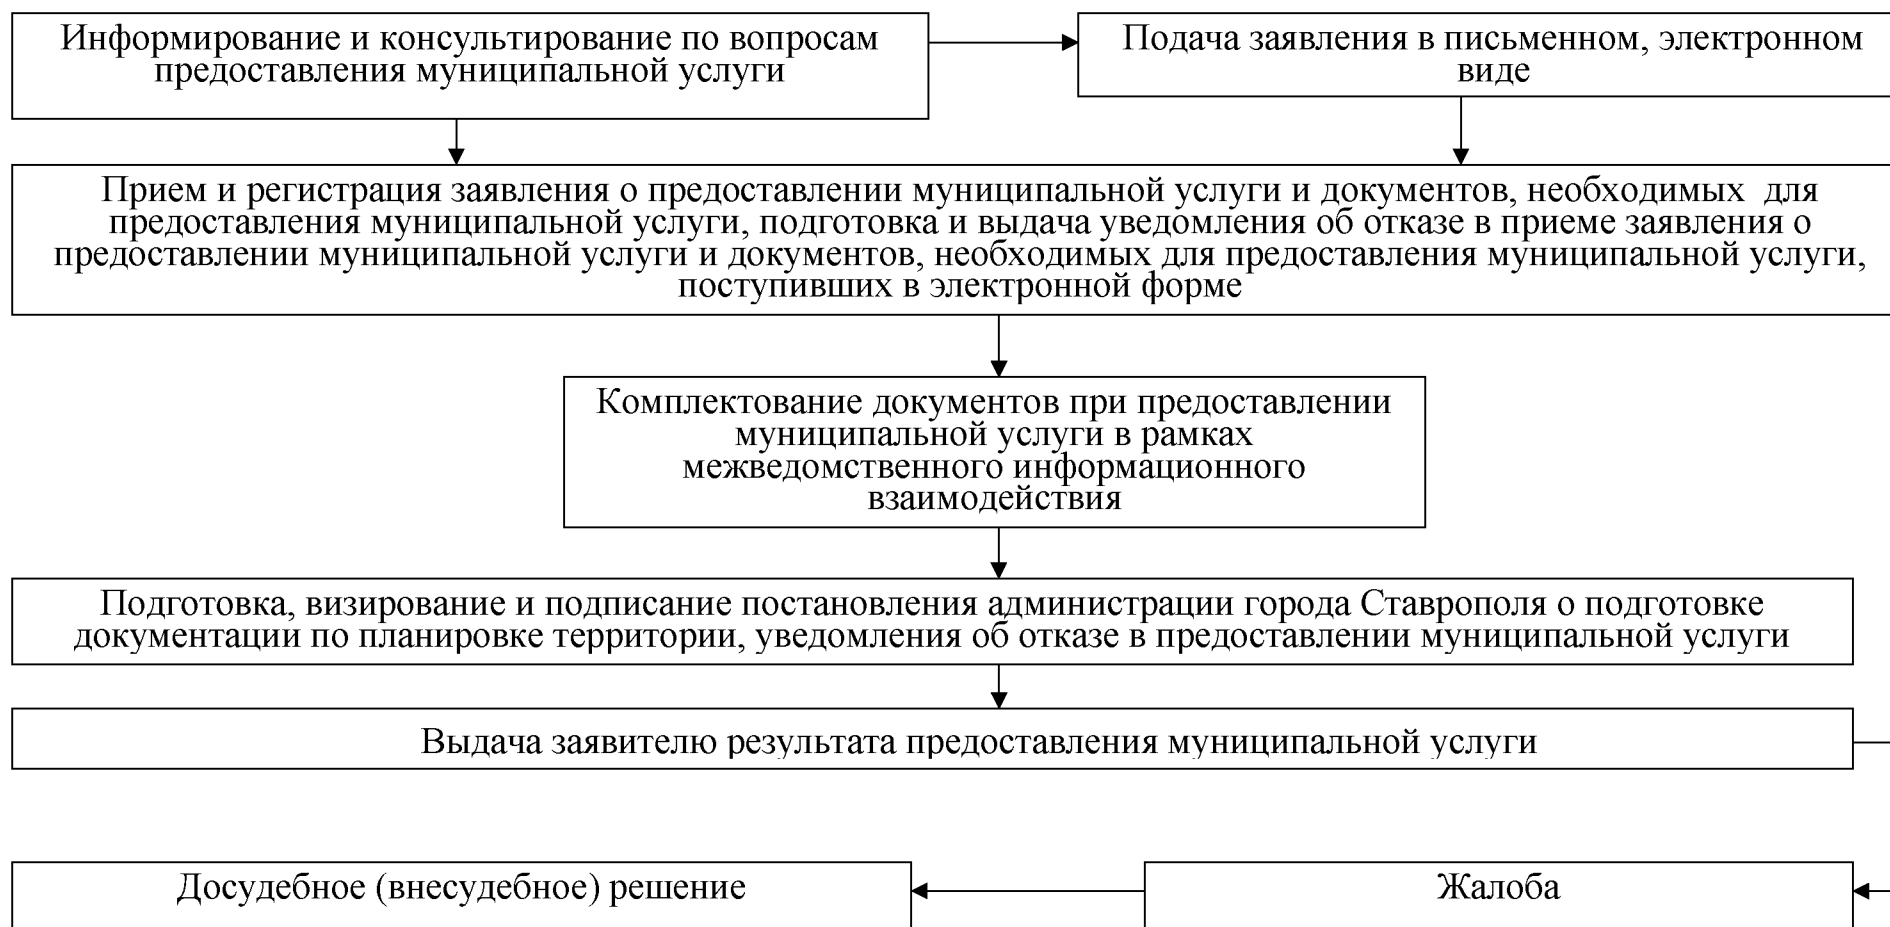 Информирование и консультирование по вопросам
предоставления муниципальной услуги
Подача заявления в письменном, электронном
виде
Прием и регистрация заявления о предоставлении муниципальной услуги и документов, необходимых  для
предоставления муниципальной услуги, подготовка и выдача уведомления об отказе в приеме заявления о
предоставлении муниципальной услуги и документов, необходимых для предоставления муниципальной услуги,
поступивших в электронной форме
Комплектование документов при предоставлении
муниципальной услуги в рамках
межведомственного информационного
взаимодействия
Подготовка, визирование и подписание постановления администрации города Ставрополя о подготовке
документации по планировке территории, уведомления об отказе в предоставлении муниципальной услуги
Выдача заявителю результата предоставления муниципальной услуги
Досудебное (внесудебное) решение
Жалоба